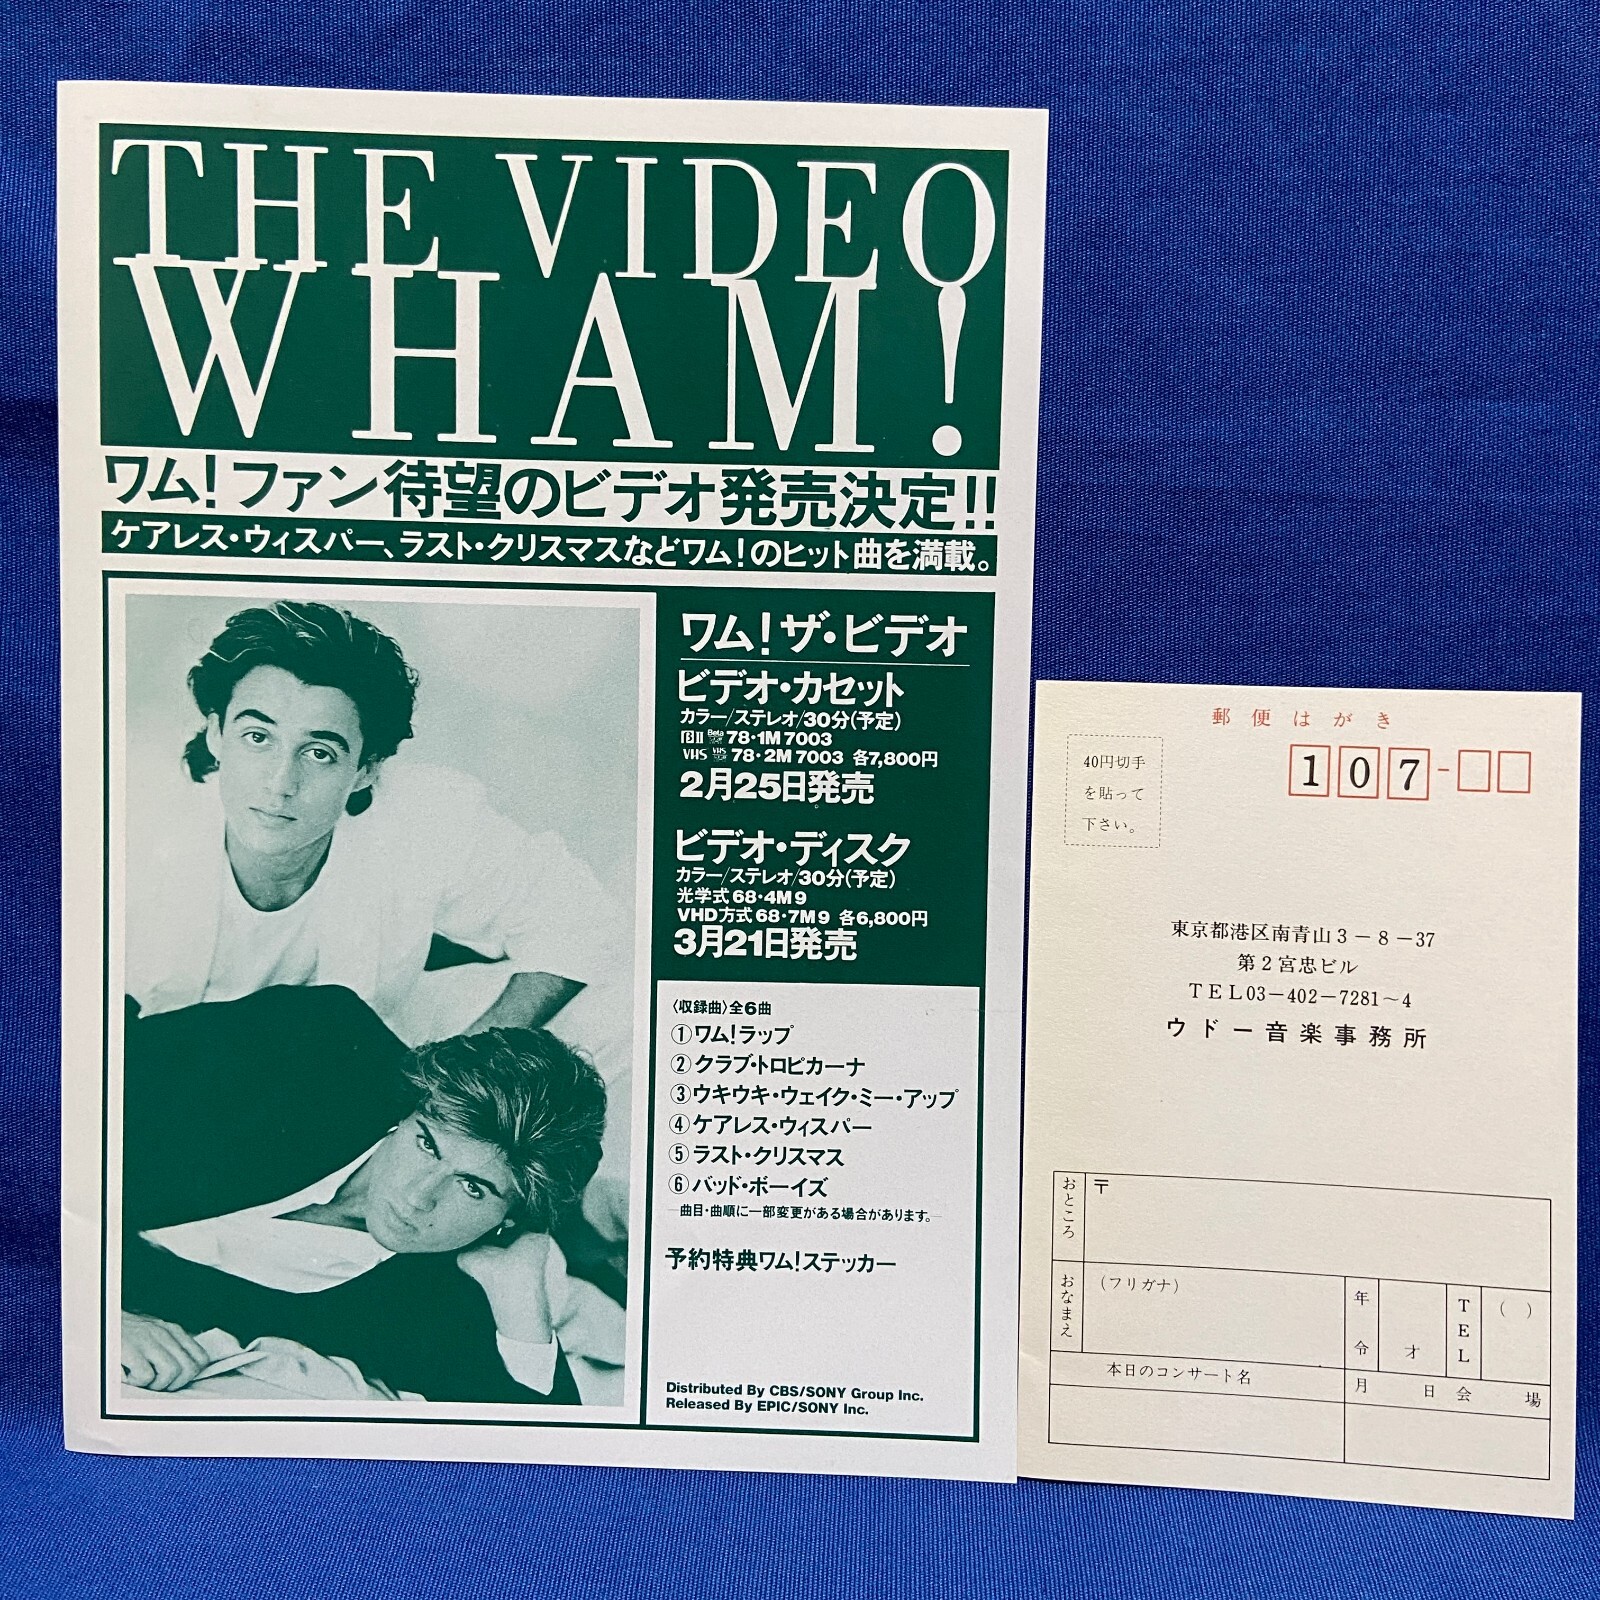 THE VIDEO
WHAM!
ワム!ファン待望のビデオ発売決定!!
ケアレス・ウィスパー、ラスト・クリスマスなどワム!のヒット曲を満載。
ワム!ザ・ビデオ
ビデオ・カセット
カラー/ステレオ/30分(予定)
βII 78・1M 7003
VHS 78・2M 7003 各7,800円
2月25日発売
ビデオ・ディスク
カラー/ステレオ/30分(予定)
光学式 68・4M 9
VHD方式 68・7M 9 各6,800円
3月21日発売
〈収録曲〉全6曲
①ワム!ラップ
②クラブ・トロピカーナ
③ウキウキ・ウェイク・ミー・アップ
④ケアレス・ウィスパー
⑤ラスト・クリスマス
⑥バッド・ボーイズ
―曲目・曲順に一部変更がある場合があります。―
予約特典ワム!ステッカー
Distributed By CBS/SONY Group Inc.
Released By EPIC/SONY Inc.
郵便はがき
40円切手
を貼って
下さい。
107-
東京都港区南青山3-8-37
第2宮忠ビル
TEL03-402-7281~4
ウドー音楽事務所
おところ
〒
おなまえ
(フリガナ)
年令
才
TEL
( )
本日のコンサート名
月 日 会 場